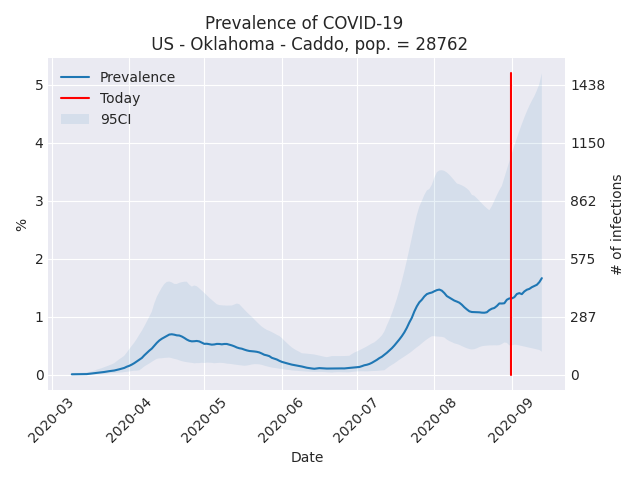 Prevalence of COVID-19
US - Oklahoma - Caddo, pop. = 28762
Prevalence
Today
95CI
5
4
3
2
1
0
%
1438
1150
862
575
287
0
# of infections
2020-03
2020-04
2020-05
2020-06
2020-07
2020-08
2020-09
Date